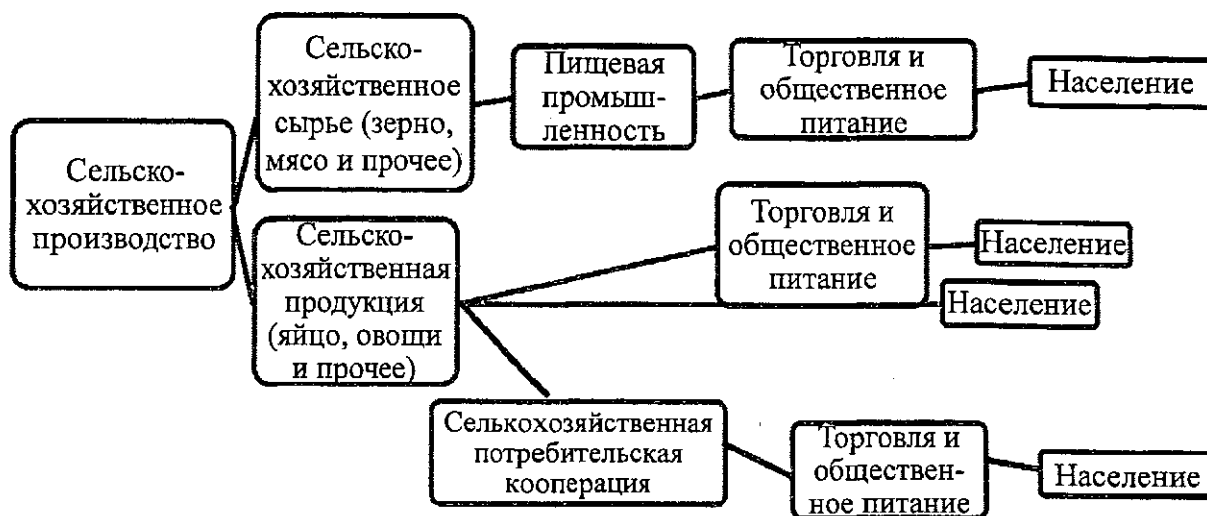 Сельско-
хозяйственное
производство
Сельско-
хозяйственное
сырье (зерно,
мясо и прочее)
Пищевая
промыш-
ленность
Торговля и
общественное
питание
Население
Сельско-
хозяйственная
продукция
(яйцо, овощи
и прочее)
Торговля и
общественное
питание
Население
Население
Селькохозяйственная
потребительская
кооперация
Торговля и
обществен-
ное питание
Население